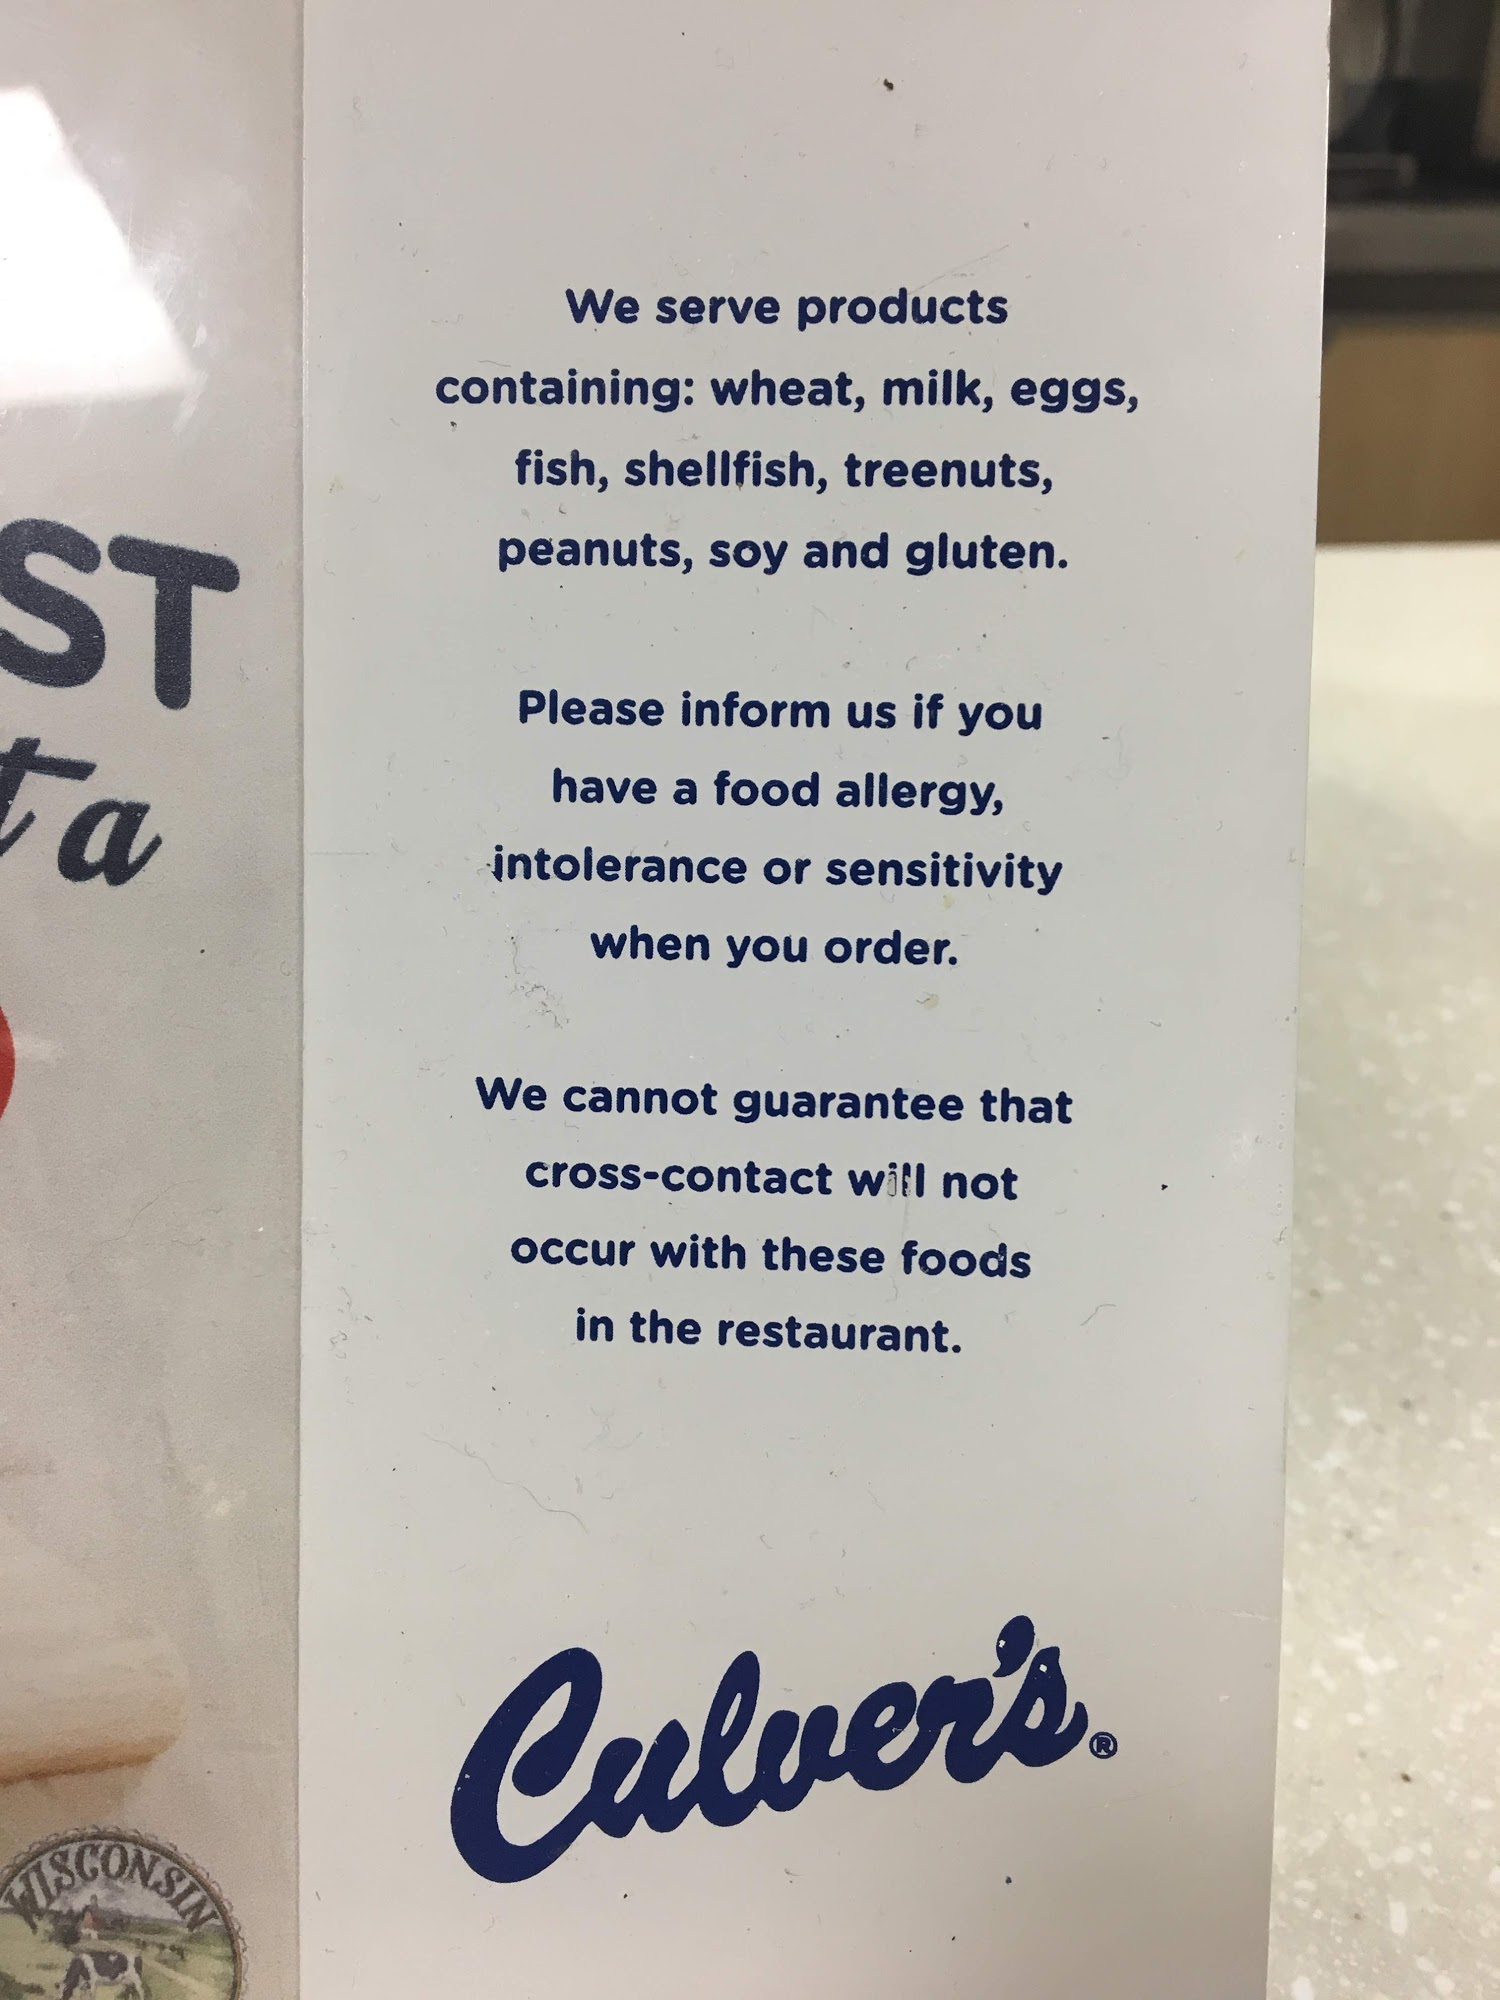 We serve products
containing: wheat, milk, eggs,
fish, shellfish, treenuts,
peanuts, soy and gluten.
Please inform us if you
have a food allergy,
intolerance or sensitivity
when you order.
We cannot guarantee that
cross-contact will not
occur with these foods
in the restaurant.
Culver's®
ST
ta
WISCONSIN